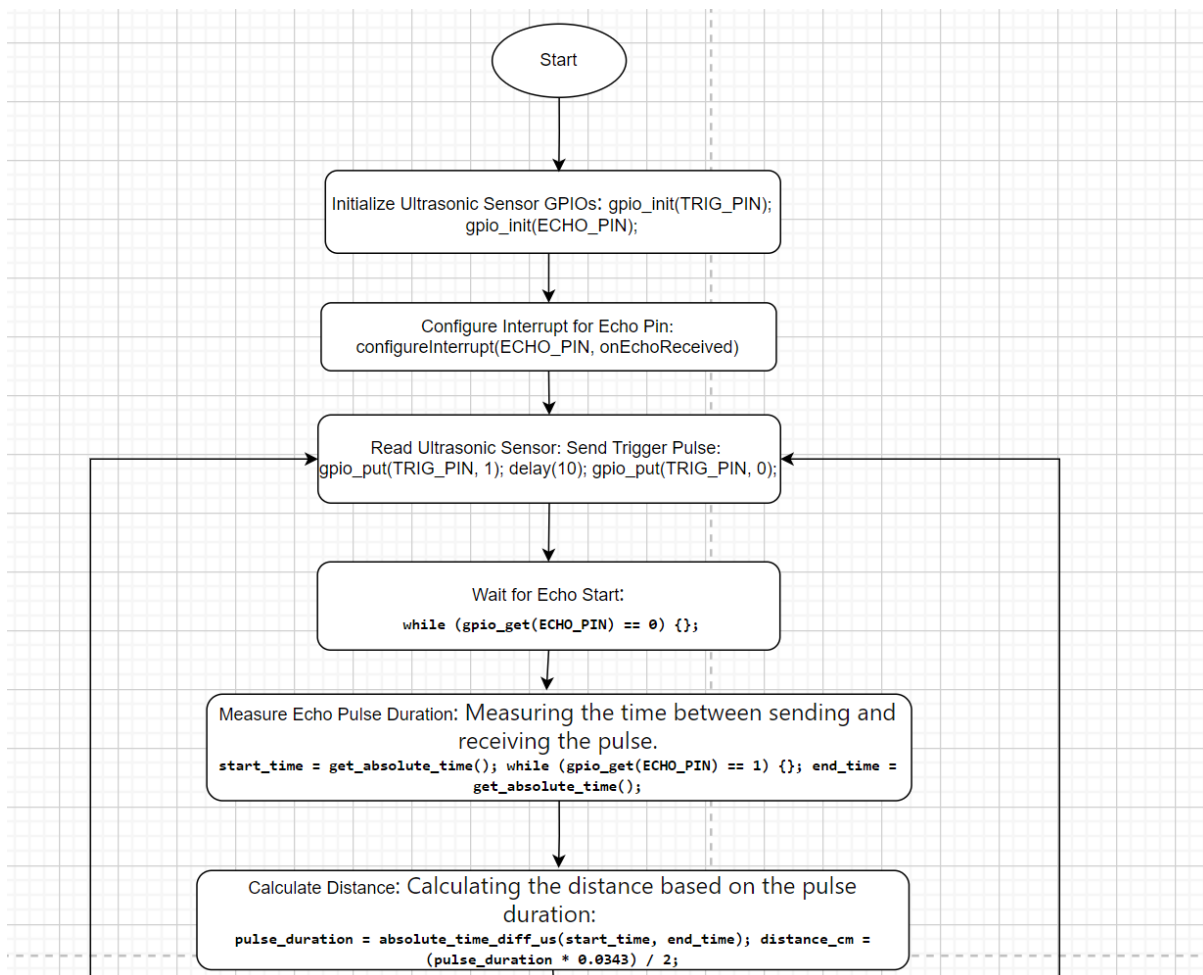 Start
Initialize Ultrasonic Sensor GPIOs: gpio_init(TRIG_PIN);
gpio_init(ECHO_PIN);
Configure Interrupt for Echo Pin:
configureInterrupt(ECHO_PIN, onEchoReceived)
Read Ultrasonic Sensor: Send Trigger Pulse:
gpio_put(TRIG_PIN, 1); delay(10); gpio_put(TRIG_PIN, 0);
Wait for Echo Start:
while (gpio_get(ECHO_PIN) == 0) {};
Measure Echo Pulse Duration: Measuring the time between sending and
receiving the pulse.
start_time = get_absolute_time(); while (gpio_get(ECHO_PIN) == 1) {}; end_time =
get_absolute_time();
Calculate Distance: Calculating the distance based on the pulse
duration:
pulse_duration = absolute_time_diff_us(start_time, end_time); distance_cm =
(pulse_duration * 0.0343) / 2;